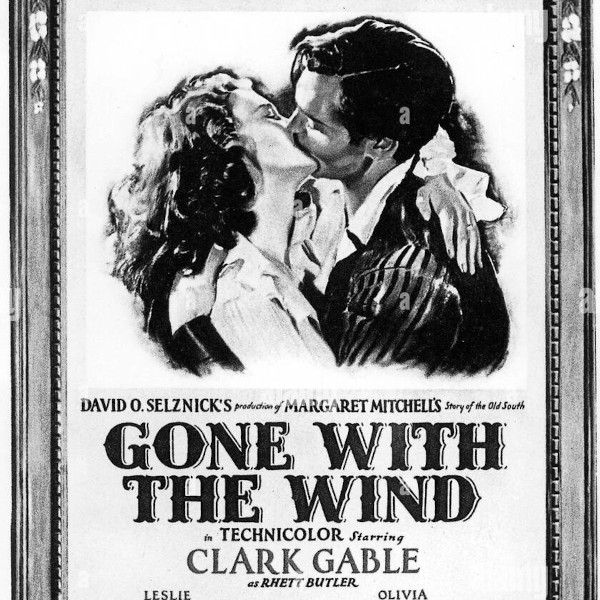 DAVID O. SELZNICK'S production of MARGARET MITCHELL'S Story of the Old South
GONE WITH
THE WIND
in TECHNICOLOR Starring
CLARK GABLE
as RHETT BUTLER
LESLIE OLIVIA